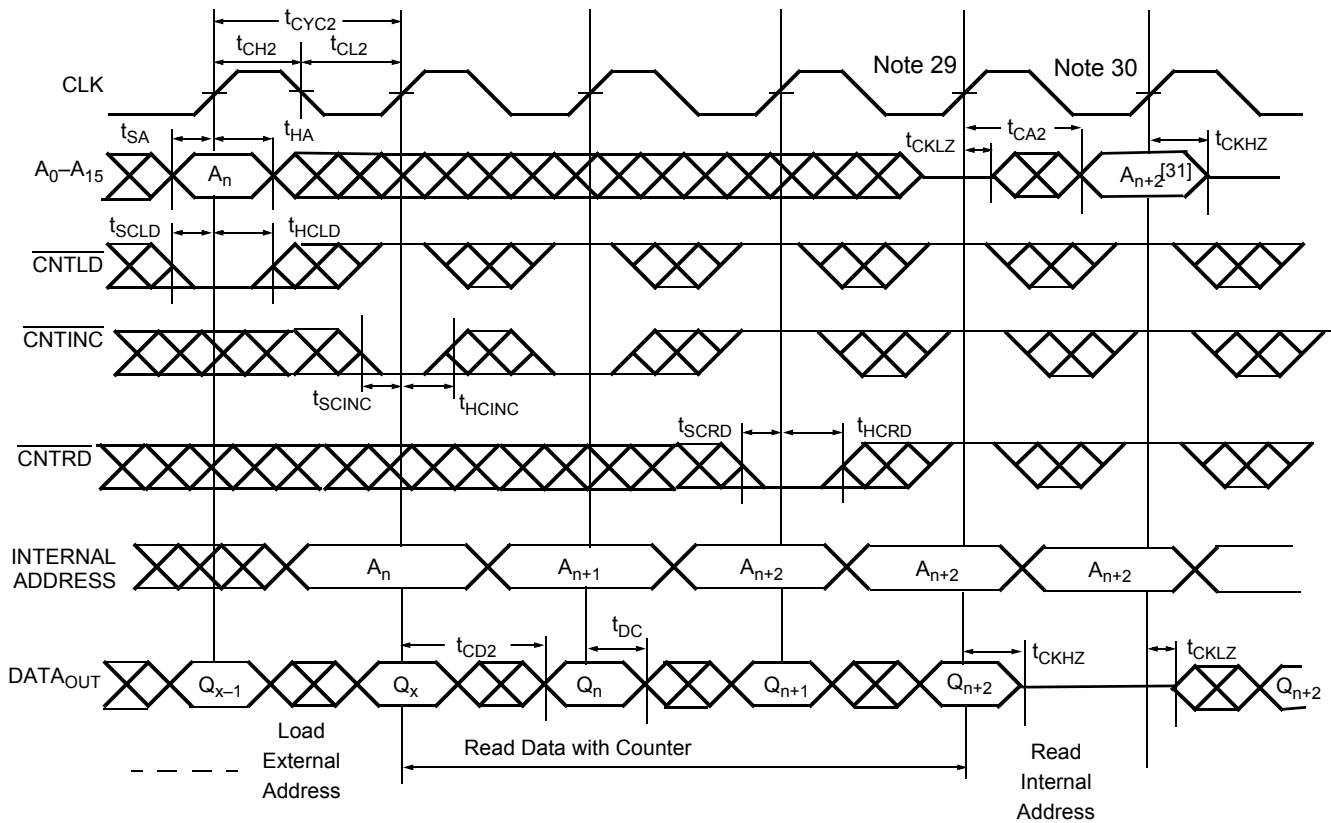 tCYC2
tCH2 tCL2
Note 29 Note 30
CLK
tSA tHA tCKLZ tCA2 tCKHZ
A0–A15 An An+2[31]
tSCLD tHCLD
CNTLD
CNTINC
tSCINC tHCINC
tSCRD tHCRD
CNTRD
INTERNAL
ADDRESS
An An+1 An+2 An+2 An+2
tCD2 tDC tCKHZ tCKLZ
DATAOUT Qx–1 Qx Qn Qn+1 Qn+2 Qn+2
Load
External
Address
Read Data with Counter
Read
Internal
Address